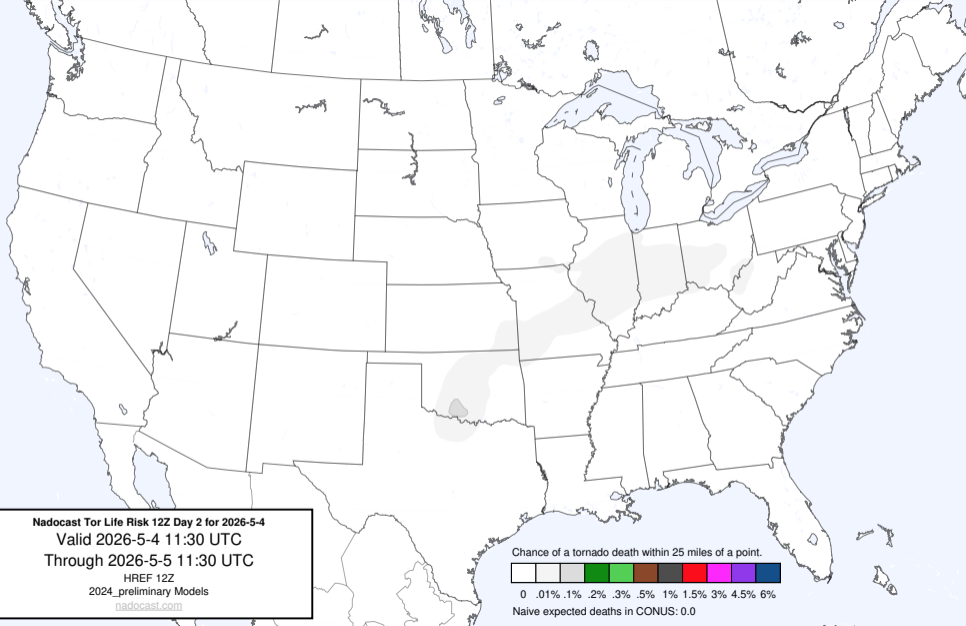 Nadocast Tor Life Risk 12Z Day 2 for 2026-5-4
Valid 2026-5-4 11:30 UTC
Through 2026-5-5 11:30 UTC
HREF 12Z
2024_preliminary Models
nadocast.com
Chance of a tornado death within 25 miles of a point.
0 .01% .1% .2% .3% .5% 1% 1.5% 3% 4.5% 6%
Naive expected deaths in CONUS: 0.0